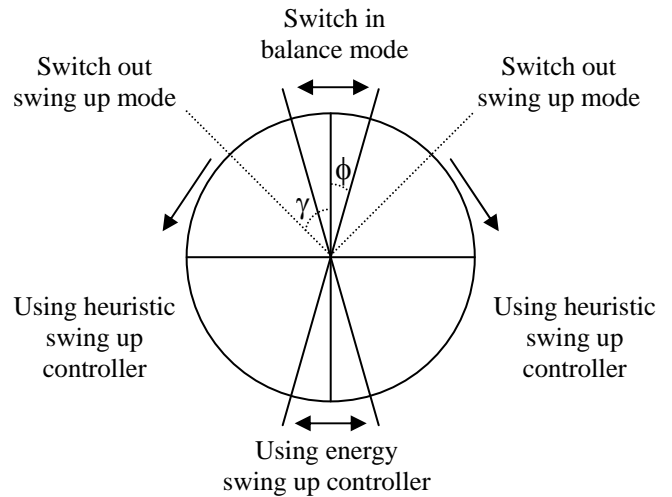 Switch in
balance mode
Switch out
swing up mode
Switch out
swing up mode
ϕ
γ
Using heuristic
swing up
controller
Using heuristic
swing up
controller
Using energy
swing up controller